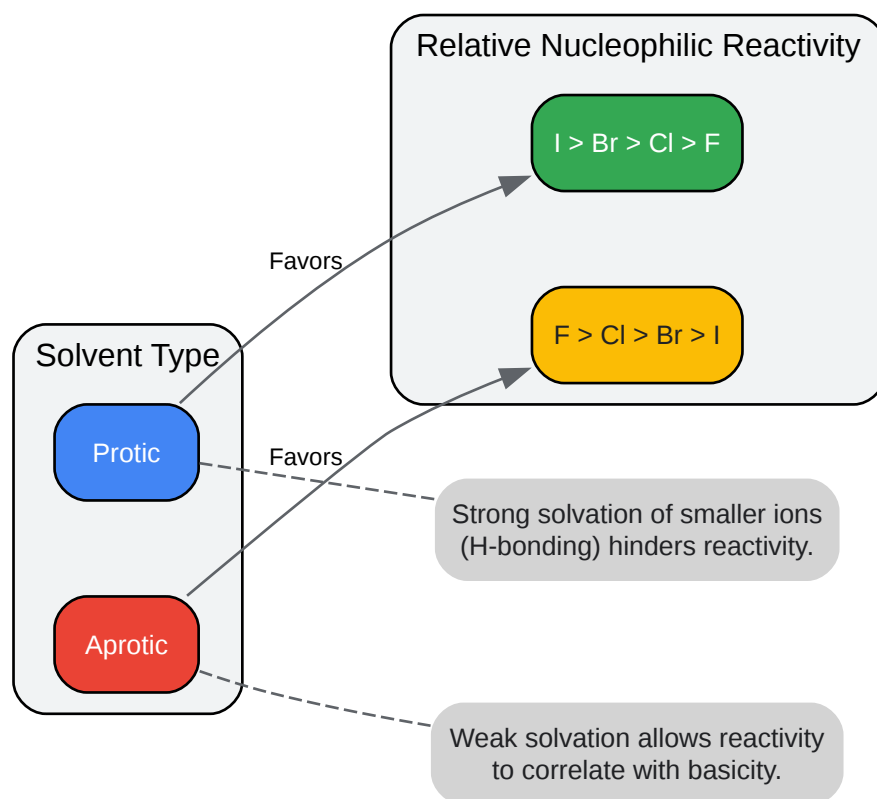 Relative Nucleophilic Reactivity
I > Br > Cl > F
Favors
F > Cl > Br > I
Solvent Type
Protic
Favors
Strong solvation of smaller ions
(H-bonding) hinders reactivity.
Aprotic
Weak solvation allows reactivity
to correlate with basicity.